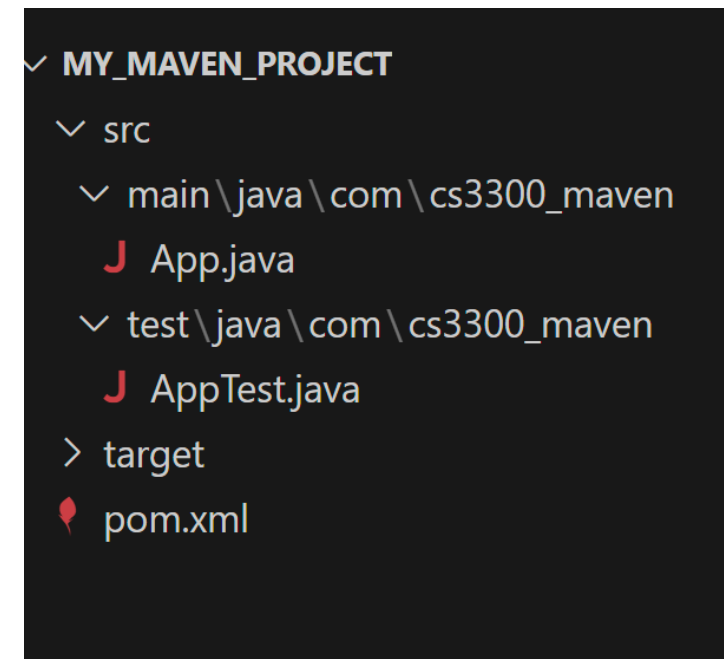 MY_MAVEN_PROJECT
src
main\java\com\cs3300_maven
App.java
test\java\com\cs3300_maven
AppTest.java
target
pom.xml